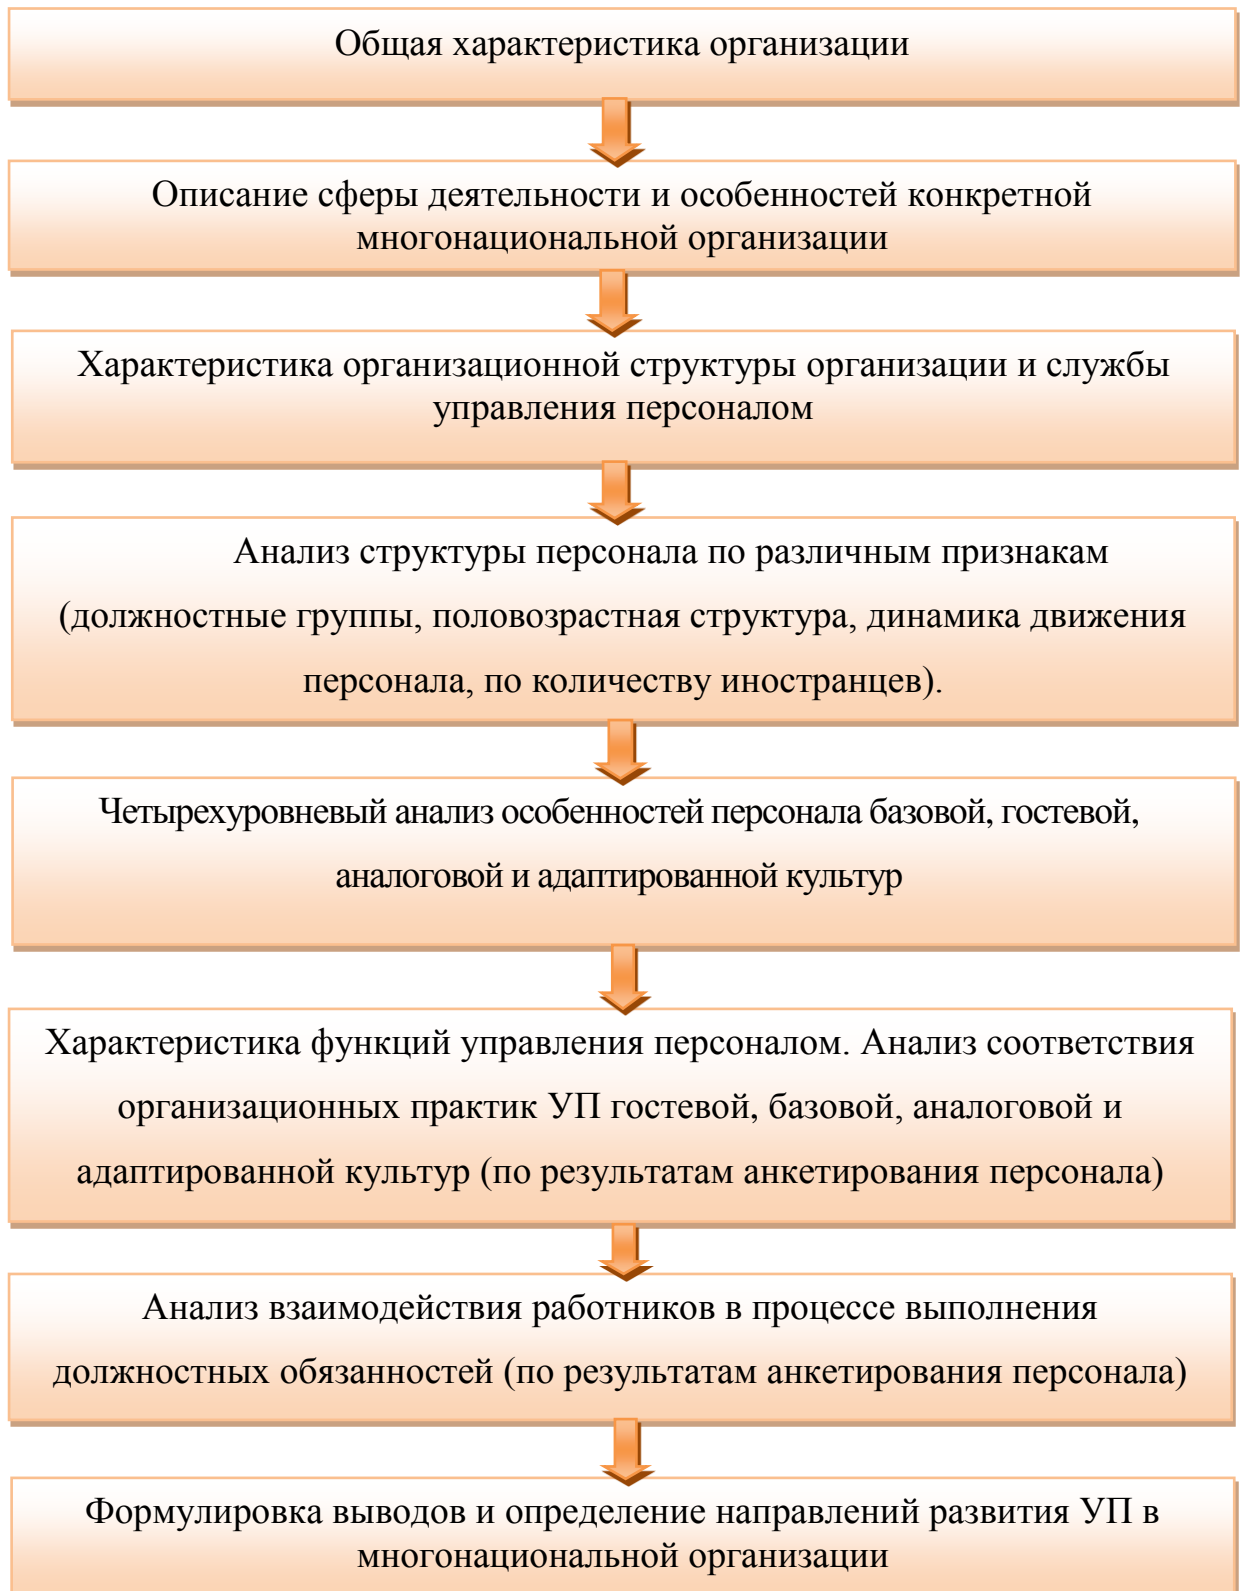 Общая характеристика организации
Описание сферы деятельности и особенностей конкретной
многонациональной организации
Характеристика организационной структуры организации и службы
управления персоналом
Анализ структуры персонала по различным признакам
(должностные группы, половозрастная структура, динамика движения
персонала, по количеству иностранцев).
Четырехуровневый анализ особенностей персонала базовой, гостевой,
аналоговой и адаптированной культур
Характеристика функций управления персоналом. Анализ соответствия
организационных практик УП гостевой, базовой, аналоговой и
адаптированной культур (по результатам анкетирования персонала)
Анализ взаимодействия работников в процессе выполнения
должностных обязанностей (по результатам анкетирования персонала)
Формулировка выводов и определение направлений развития УП в
многонациональной организации